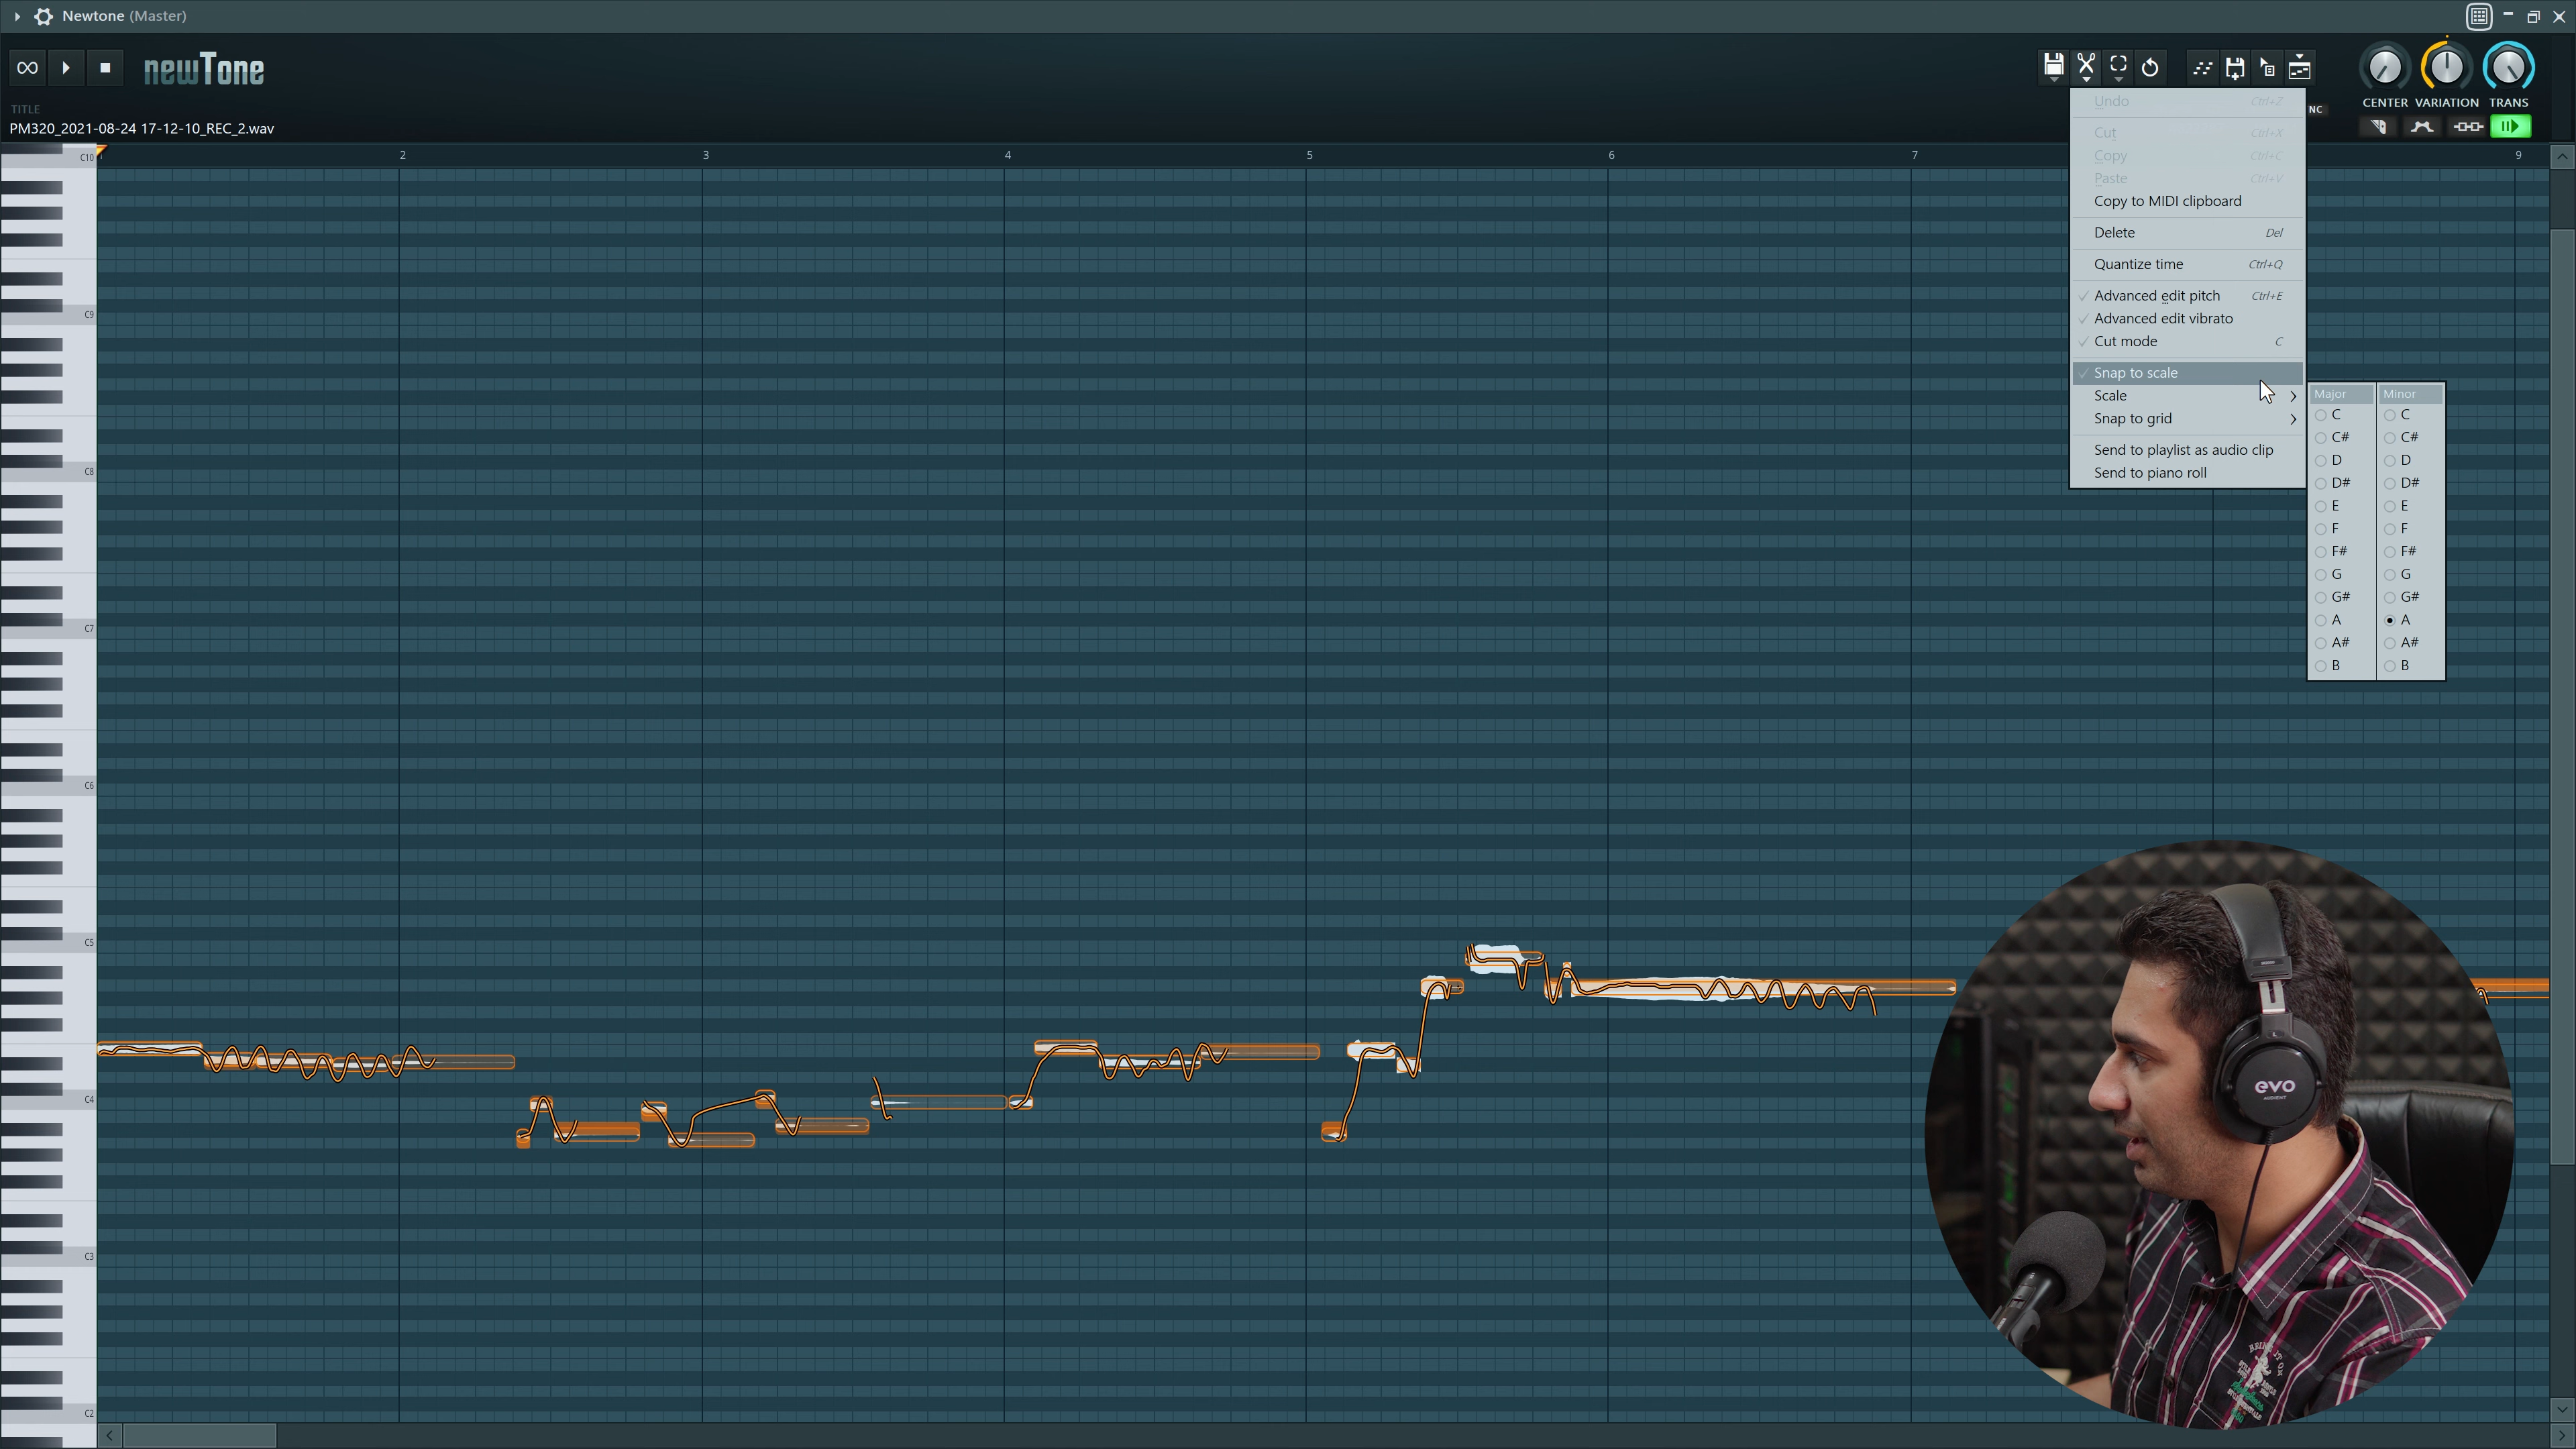 Newtone (Master)
newTone
TITLE
PM320_2021-08-24 17-12-10_REC_2.wav
NC
CENTER VARIATION TRANS
2 3 4 5 6 7 9
Undo Ctrl+Z
Cut Ctrl+X
Copy Ctrl+C
Paste Ctrl+V
Copy to MIDI clipboard
Delete Del
Quantize time Ctrl+Q
Advanced edit pitch Ctrl+E
Advanced edit vibrato
Cut mode C
Snap to scale
Scale
Snap to grid
Send to playlist as audio clip
Send to piano roll
Major Minor
C C
C# C#
D D
D# D#
E E
F F
F# F#
G G
G# G#
A A
A# A#
B B
C10
C9
C8
C7
C6
C5
C4
C3
C2
evo